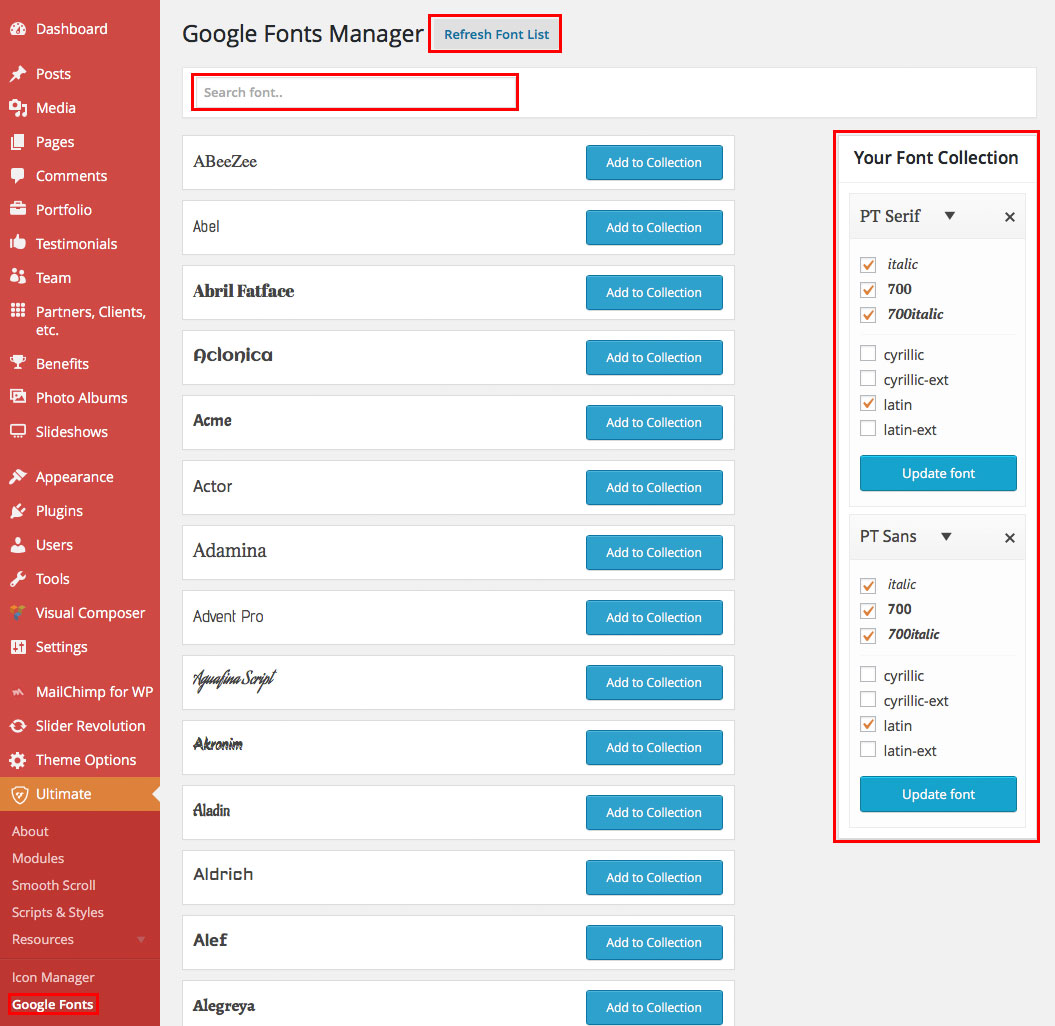 Dashboard
Posts
Media
Pages
Comments
Portfolio
Testimonials
Team
Partners, Clients,
etc.
Benefits
Photo Albums
Slideshows
Appearance
Plugins
Users
Tools
Visual Composer
Settings
MailChimp for WP
Slider Revolution
Theme Options
Ultimate
About
Modules
Smooth Scroll
Scripts & Styles
Resources
Icon Manager
Google Fonts
Google Fonts Manager Refresh Font List
Search font..
ABeeZee Add to Collection
Abel Add to Collection
Abril Fatface Add to Collection
Aclonica Add to Collection
Acme Add to Collection
Actor Add to Collection
Adamina Add to Collection
Advent Pro Add to Collection
Aguafina Script Add to Collection
Akronim Add to Collection
Aladin Add to Collection
Aldrich Add to Collection
Alef Add to Collection
Alegreya Add to Collection
Your Font Collection
PT Serif
italic
700
700italic
cyrillic
cyrillic-ext
latin
latin-ext
Update font
PT Sans
italic
700
700italic
cyrillic
cyrillic-ext
latin
latin-ext
Update font